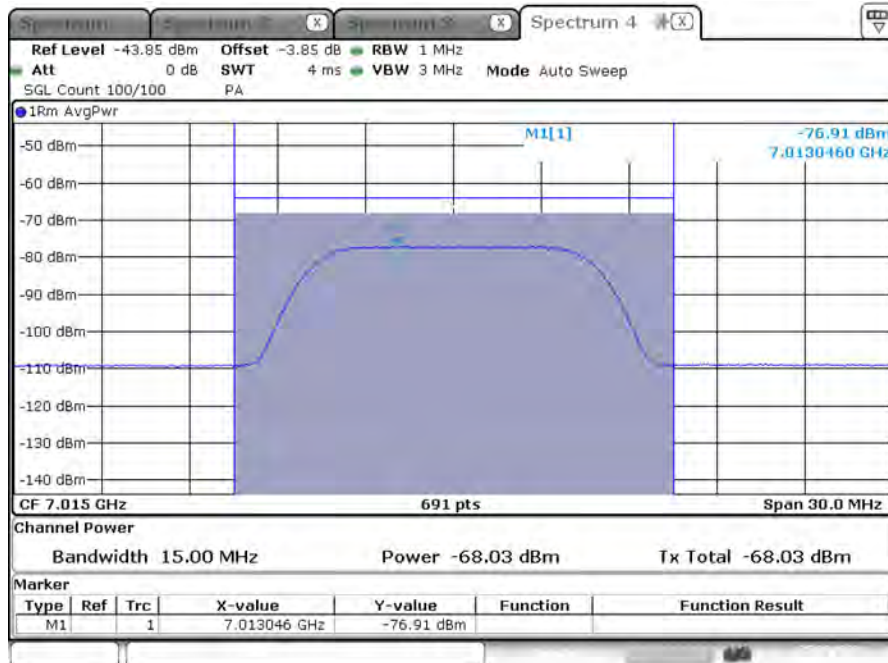 Spectrum Spectrum 2 X Spectrum 3 X Spectrum 4 X
Ref Level -43.85 dBm Offset -3.85 dB RBW 1 MHz
Att 0 dB SWT 4 ms VBW 3 MHz Mode Auto Sweep
SGL Count 100/100 PA
1Rm AvgPwr
M1[1] -76.91 dBm
7.0130460 GHz
-50 dBm
-60 dBm
-70 dBm
-80 dBm
-90 dBm
-100 dBm
-110 dBm
-120 dBm
-130 dBm
-140 dBm
CF 7.015 GHz 691 pts Span 30.0 MHz
Channel Power
Bandwidth 15.00 MHz Power -68.03 dBm Tx Total -68.03 dBm
Marker
Type Ref Trc X-value Y-value Function Function Result
M1 1 7.013046 GHz -76.91 dBm